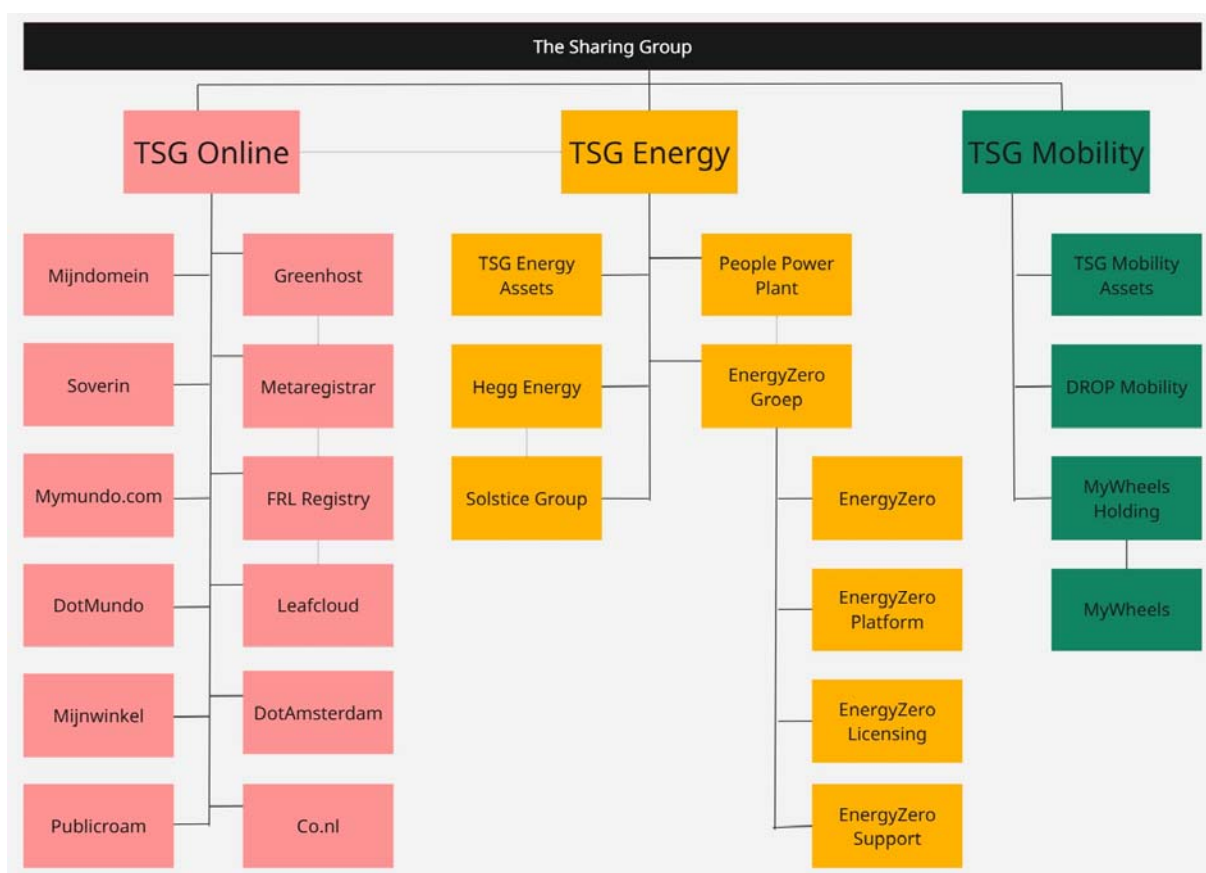 The Sharing Group
TSG Online
TSG Energy
TSG Mobility
Mijndomein
Greenhost
TSG Energy
Assets
People Power
Plant
TSG Mobility
Assets
Soverin
Metaregistrar
Hegg Energy
EnergyZero
Groep
DROP Mobility
Mymundo.com
FRL Registry
Solstice Group
EnergyZero
MyWheels
Holding
DotMundo
Leafcloud
EnergyZero
Platform
MyWheels
Mijnwinkel
DotAmsterdam
EnergyZero
Licensing
Publicroam
Co.nl
EnergyZero
Support